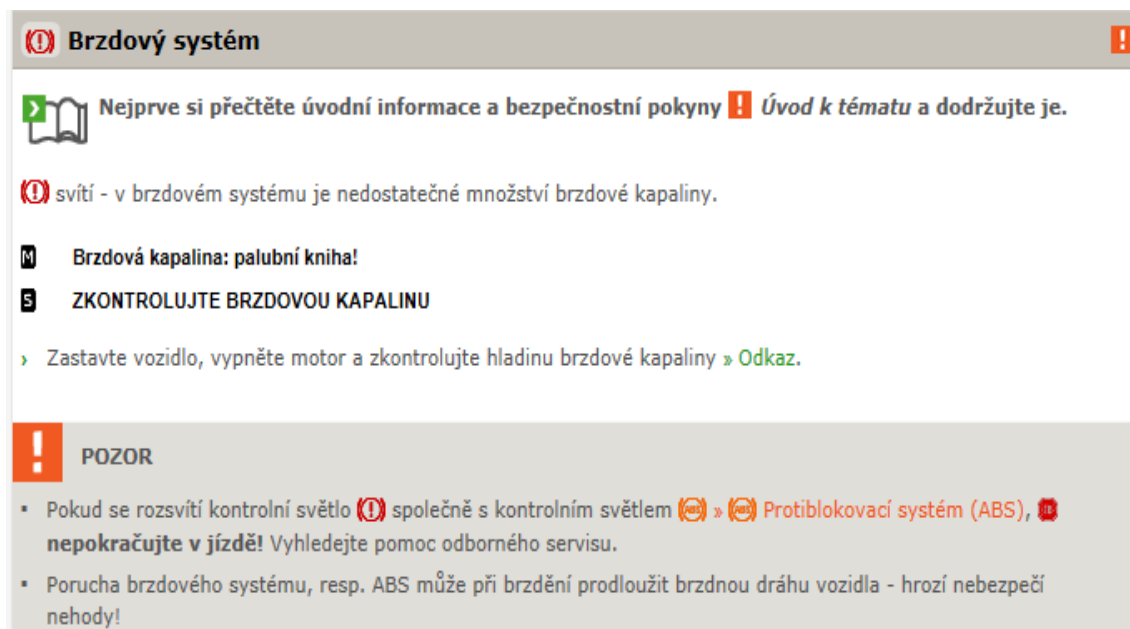 Brzdový systém
Nejprve si přečtěte úvodní informace a bezpečnostní pokyny ! Úvod k tématu a dodržujte je.
(!) svítí - v brzdovém systému je nedostatečné množství brzdové kapaliny.
M Brzdová kapalina: palubní kniha!
S ZKONTROLUJTE BRZDOVOU KAPALINU
› Zastavte vozidlo, vypněte motor a zkontrolujte hladinu brzdové kapaliny » Odkaz.
! POZOR
▪ Pokud se rozsvítí kontrolní světlo (!) společně s kontrolním světlem (ABS) » (ABS) Protiblokovací systém (ABS),
nepokračujte v jízdě! Vyhledejte pomoc odborného servisu.
▪ Porucha brzdového systému, resp. ABS může při brzdění prodloužit brzdnou dráhu vozidla - hrozí nebezpečí
nehody!